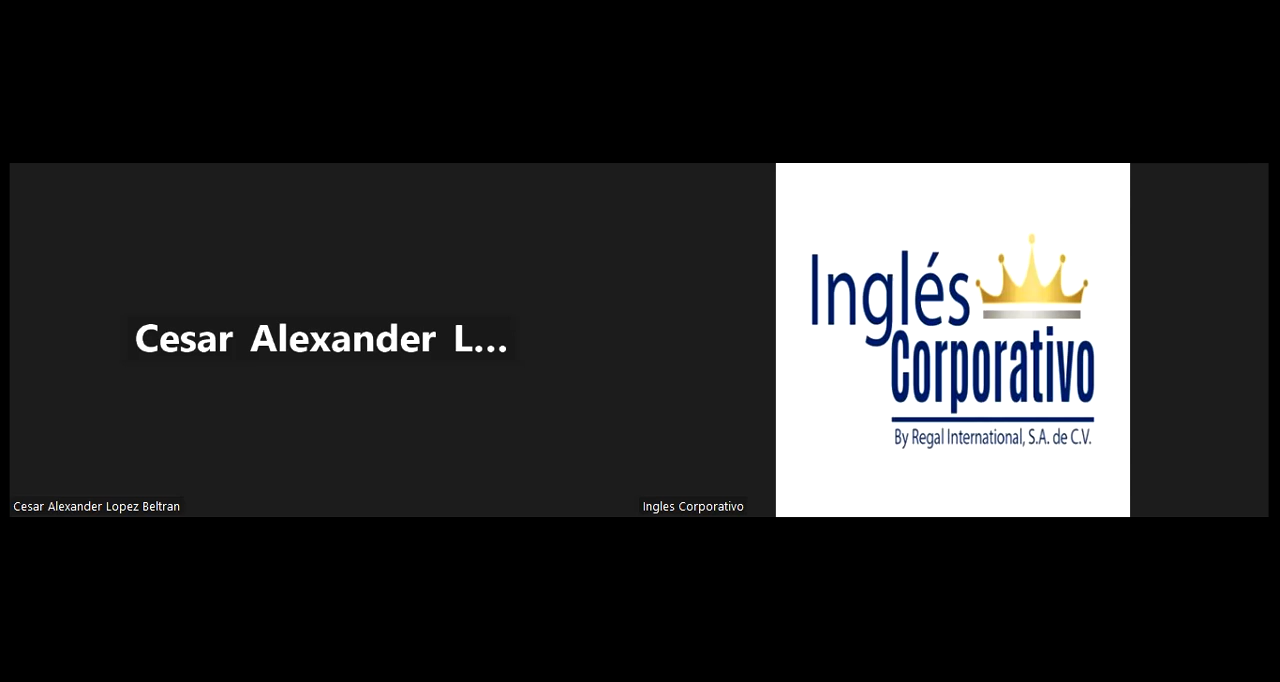 Cesar Alexander L...
Cesar Alexander Lopez Beltran
Inglés
Corporativo
By Regal International, S.A. de C.V.
Ingles Corporativo